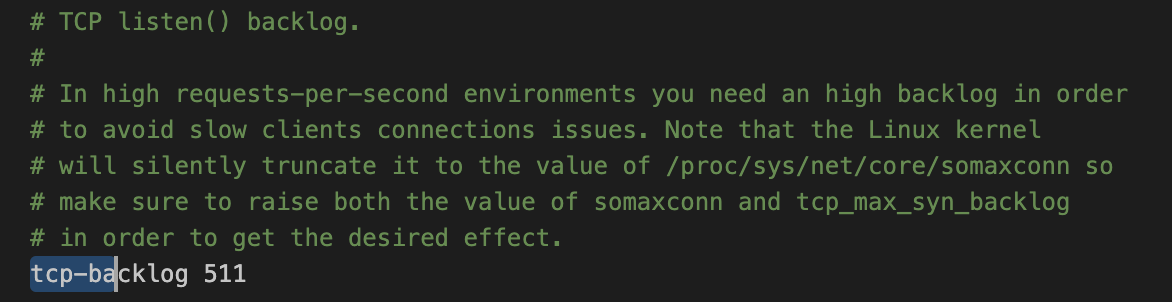 # TCP listen() backlog.
#
# In high requests-per-second environments you need an high backlog in order
# to avoid slow clients connections issues. Note that the Linux kernel
# will silently truncate it to the value of /proc/sys/net/core/somaxconn so
# make sure to raise both the value of somaxconn and tcp_max_syn_backlog
# in order to get the desired effect.
tcp-backlog 511